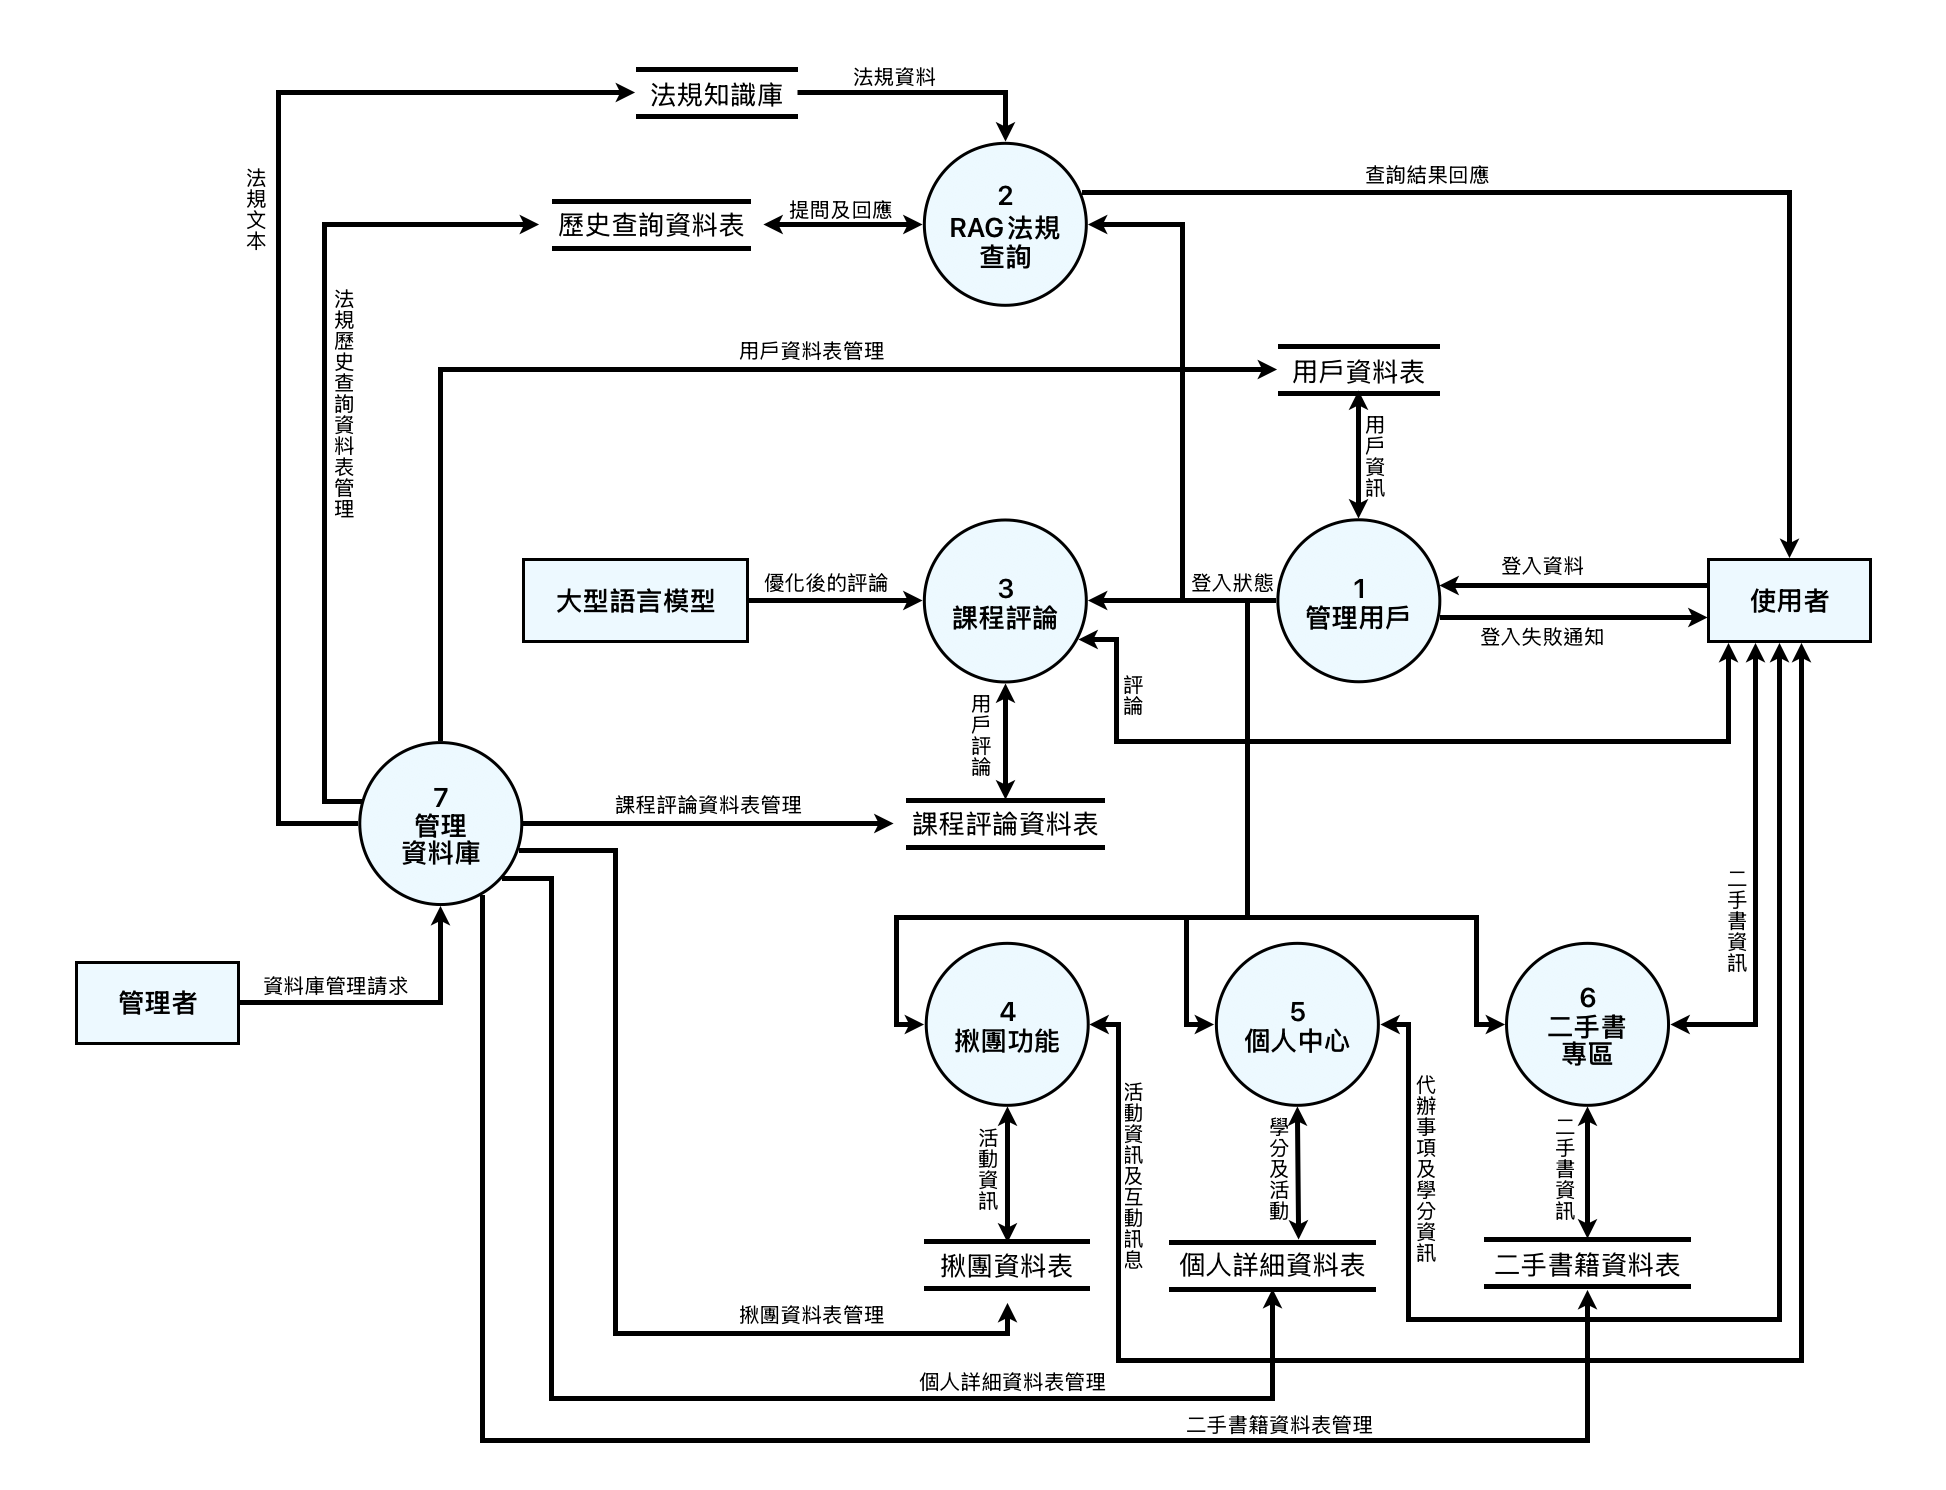 法規知識庫
法規資料
法規文本
查詢結果回應
歷史查詢資料表
提問及回應
2
RAG法規
查詢
法規歷史查詢資料表管理
用戶資料表管理
用戶資料表
用戶資訊
大型語言模型
優化後的評論
3
課程評論
登入狀態
1
管理用戶
登入資料
登入失敗通知
使用者
評論
用戶評論
7
管理
資料庫
課程評論資料表管理
課程評論資料表
二手書資訊
管理者
資料庫管理請求
4
揪團功能
5
個人中心
6
二手書
專區
活動資訊
活動資訊及互動訊息
學分及活動
代辦事項及學分資訊
二手書資訊
揪團資料表
個人詳細資料表
二手書籍資料表
揪團資料表管理
個人詳細資料表管理
二手書籍資料表管理